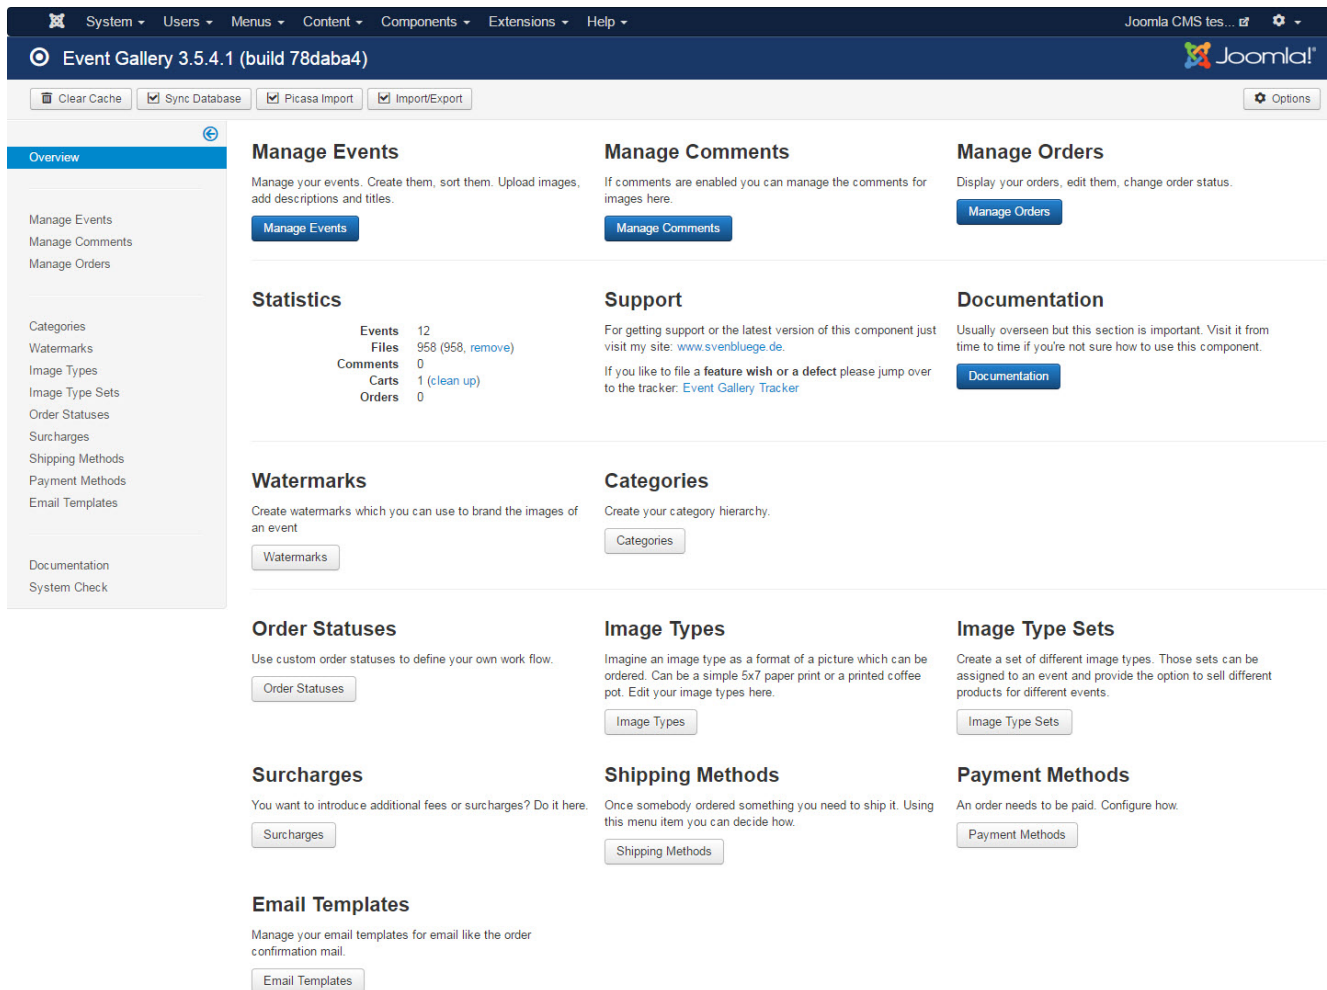 System Users Menus Content Components Extensions Help Joomla CMS tes...
Event Gallery 3.5.4.1 (build 78daba4) Joomla!
Clear Cache Sync Database Picasa Import Import/Export Options
Overview
Manage Events
Manage Comments
Manage Orders
Categories
Watermarks
Image Types
Image Type Sets
Order Statuses
Surcharges
Shipping Methods
Payment Methods
Email Templates
Documentation
System Check
Manage Events
Manage your events. Create them, sort them. Upload images,
add descriptions and titles.
Manage Events
Manage Comments
If comments are enabled you can manage the comments for
images here.
Manage Comments
Manage Orders
Display your orders, edit them, change order status.
Manage Orders
Statistics
Events 12
Files 958 (958, remove)
Comments 0
Carts 1 (clean up)
Orders 0
Support
For getting support or the latest version of this component just
visit my site: www.svenbluege.de.
If you like to file a feature wish or a defect please jump over
to the tracker: Event Gallery Tracker
Documentation
Usually overseen but this section is important. Visit it from
time to time if you're not sure how to use this component.
Documentation
Watermarks
Create watermarks which you can use to brand the images of
an event
Watermarks
Categories
Create your category hierarchy.
Categories
Order Statuses
Use custom order statuses to define your own work flow.
Order Statuses
Image Types
Imagine an image type as a format of a picture which can be
ordered. Can be a simple 5x7 paper print or a printed coffee
pot. Edit your image types here.
Image Types
Image Type Sets
Create a set of different image types. Those sets can be
assigned to an event and provide the option to sell different
products for different events.
Image Type Sets
Surcharges
You want to introduce additional fees or surcharges? Do it here.
Surcharges
Shipping Methods
Once somebody ordered something you need to ship it. Using
this menu item you can decide how.
Shipping Methods
Payment Methods
An order needs to be paid. Configure how.
Payment Methods
Email Templates
Manage your email templates for email like the order
confirmation mail.
Email Templates